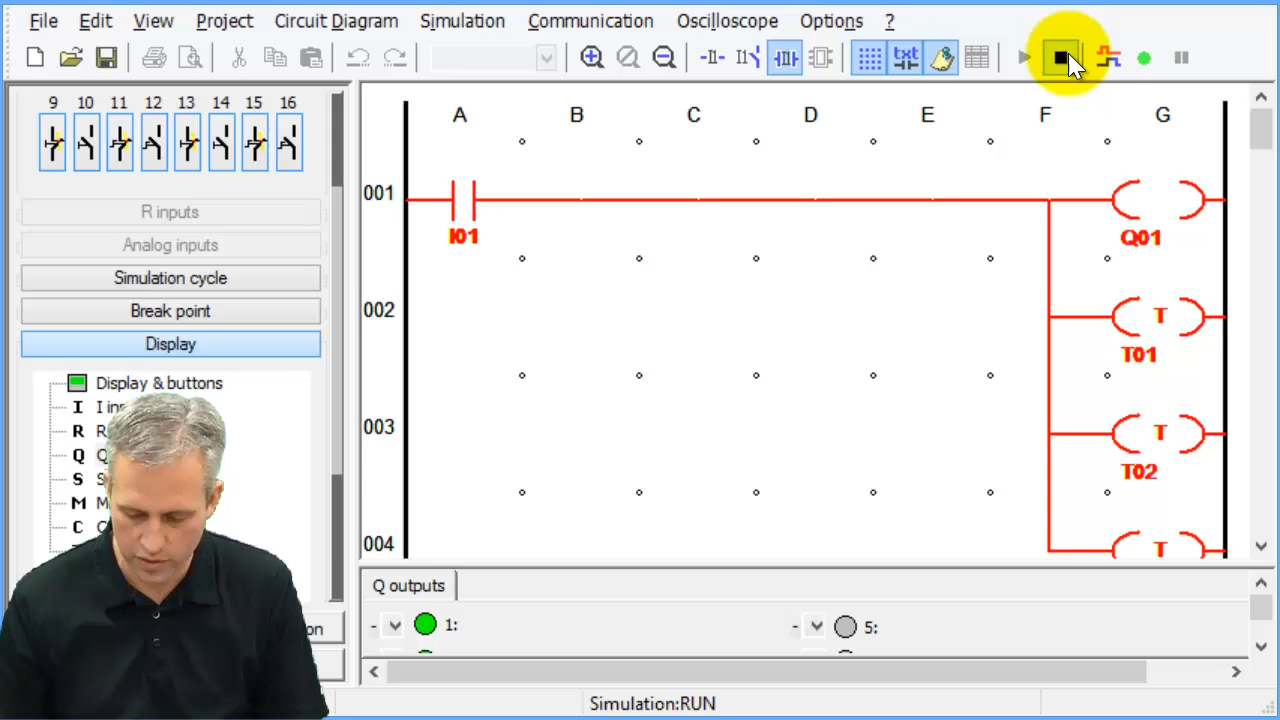 File Edit View Project Circuit Diagram Simulation Communication Oscilloscope Options ?
txt
9 10 11 12 13 14 15 16
R inputs
Analog inputs
Simulation cycle
Break point
Display
Display & buttons
I I
R R
Q Q
S S
M M
C C
A B C D E F G
001
I01
Q01
002
T
T01
003
T
T02
004
T
Q outputs
- 1:
- 5:
Simulation:RUN